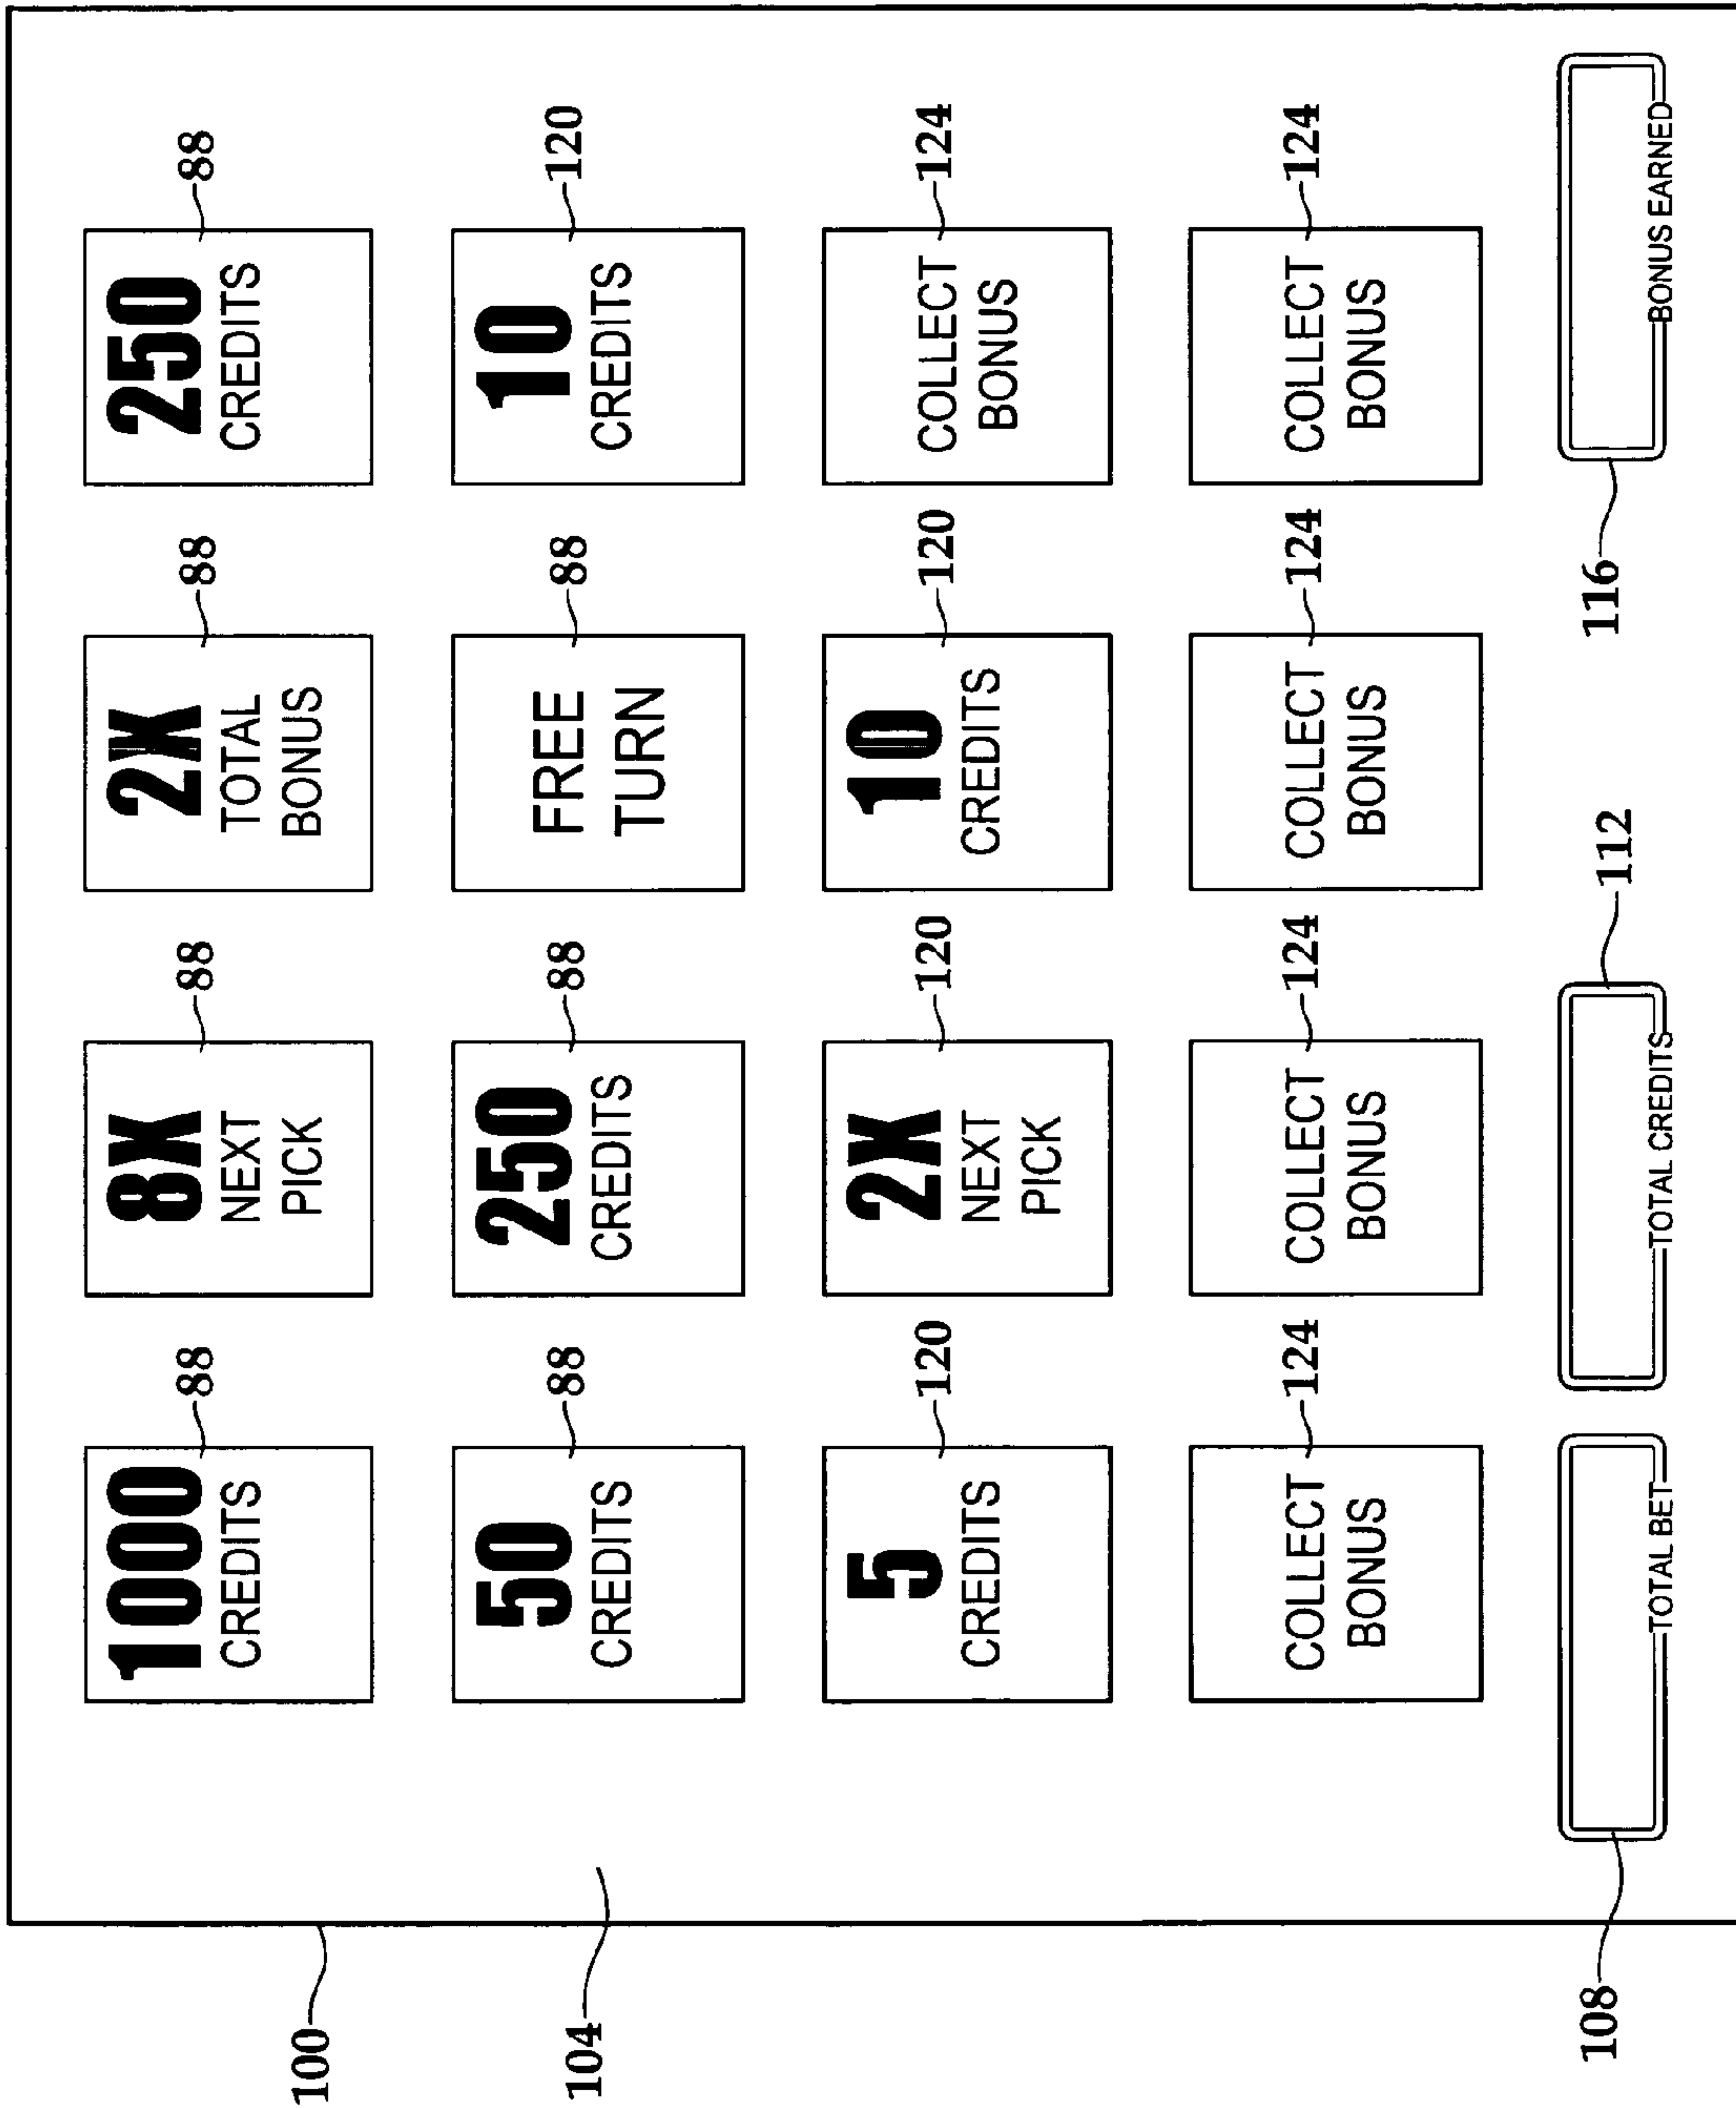 88
88
88
88
1000
CREDITS
8X
NEXT
PICK
2X
TOTAL
BONUS
250
CREDITS
100
88
88
88
120
50
CREDITS
250
CREDITS
FREE
TURN
10
CREDITS
104
120
120
120
124
5
CREDITS
2X
NEXT
PICK
10
CREDITS
COLLECT
BONUS
124
124
124
124
COLLECT
BONUS
COLLECT
BONUS
COLLECT
BONUS
COLLECT
BONUS
108
112
116
TOTAL BET
TOTAL CREDITS
BONUS EARNED